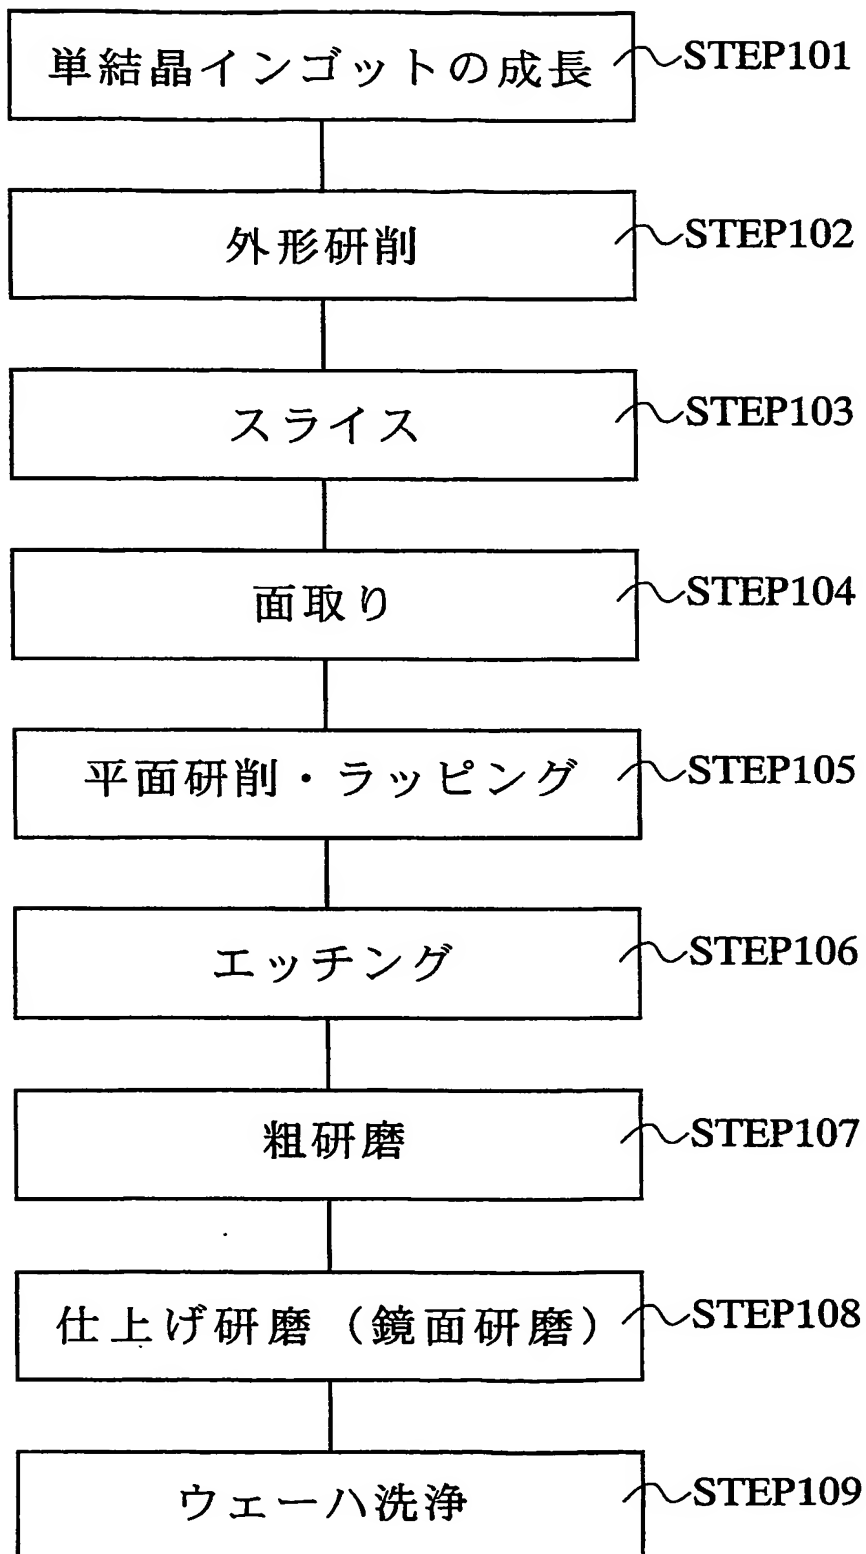 単結晶インゴットの成長 STEP101
外形研削 STEP102
スライス STEP103
面取り STEP104
平面研削・ラッピング STEP105
エッチング STEP106
粗研磨 STEP107
仕上げ研磨（鏡面研磨） STEP108
ウェーハ洗浄 STEP109